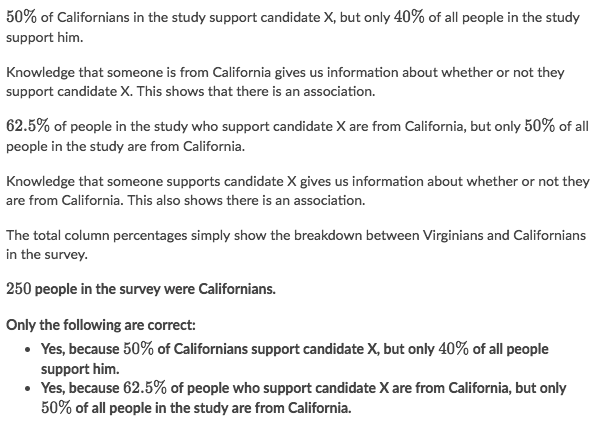 50% of Californians in the study support candidate X, but only 40% of all people in the study
support him.
Knowledge that someone is from California gives us information about whether or not they
support candidate X. This shows that there is an association.
62.5% of people in the study who support candidate X are from California, but only 50% of all
people in the study are from California.
Knowledge that someone supports candidate X gives us information about whether or not they
are from California. This also shows there is an association.
The total column percentages simply show the breakdown between Virginians and Californians
in the survey.
250 people in the survey were Californians.
Only the following are correct:
• Yes, because 50% of Californians support candidate X, but only 40% of all people
support him.
• Yes, because 62.5% of people who support candidate X are from California, but only
50% of all people in the study are from California.